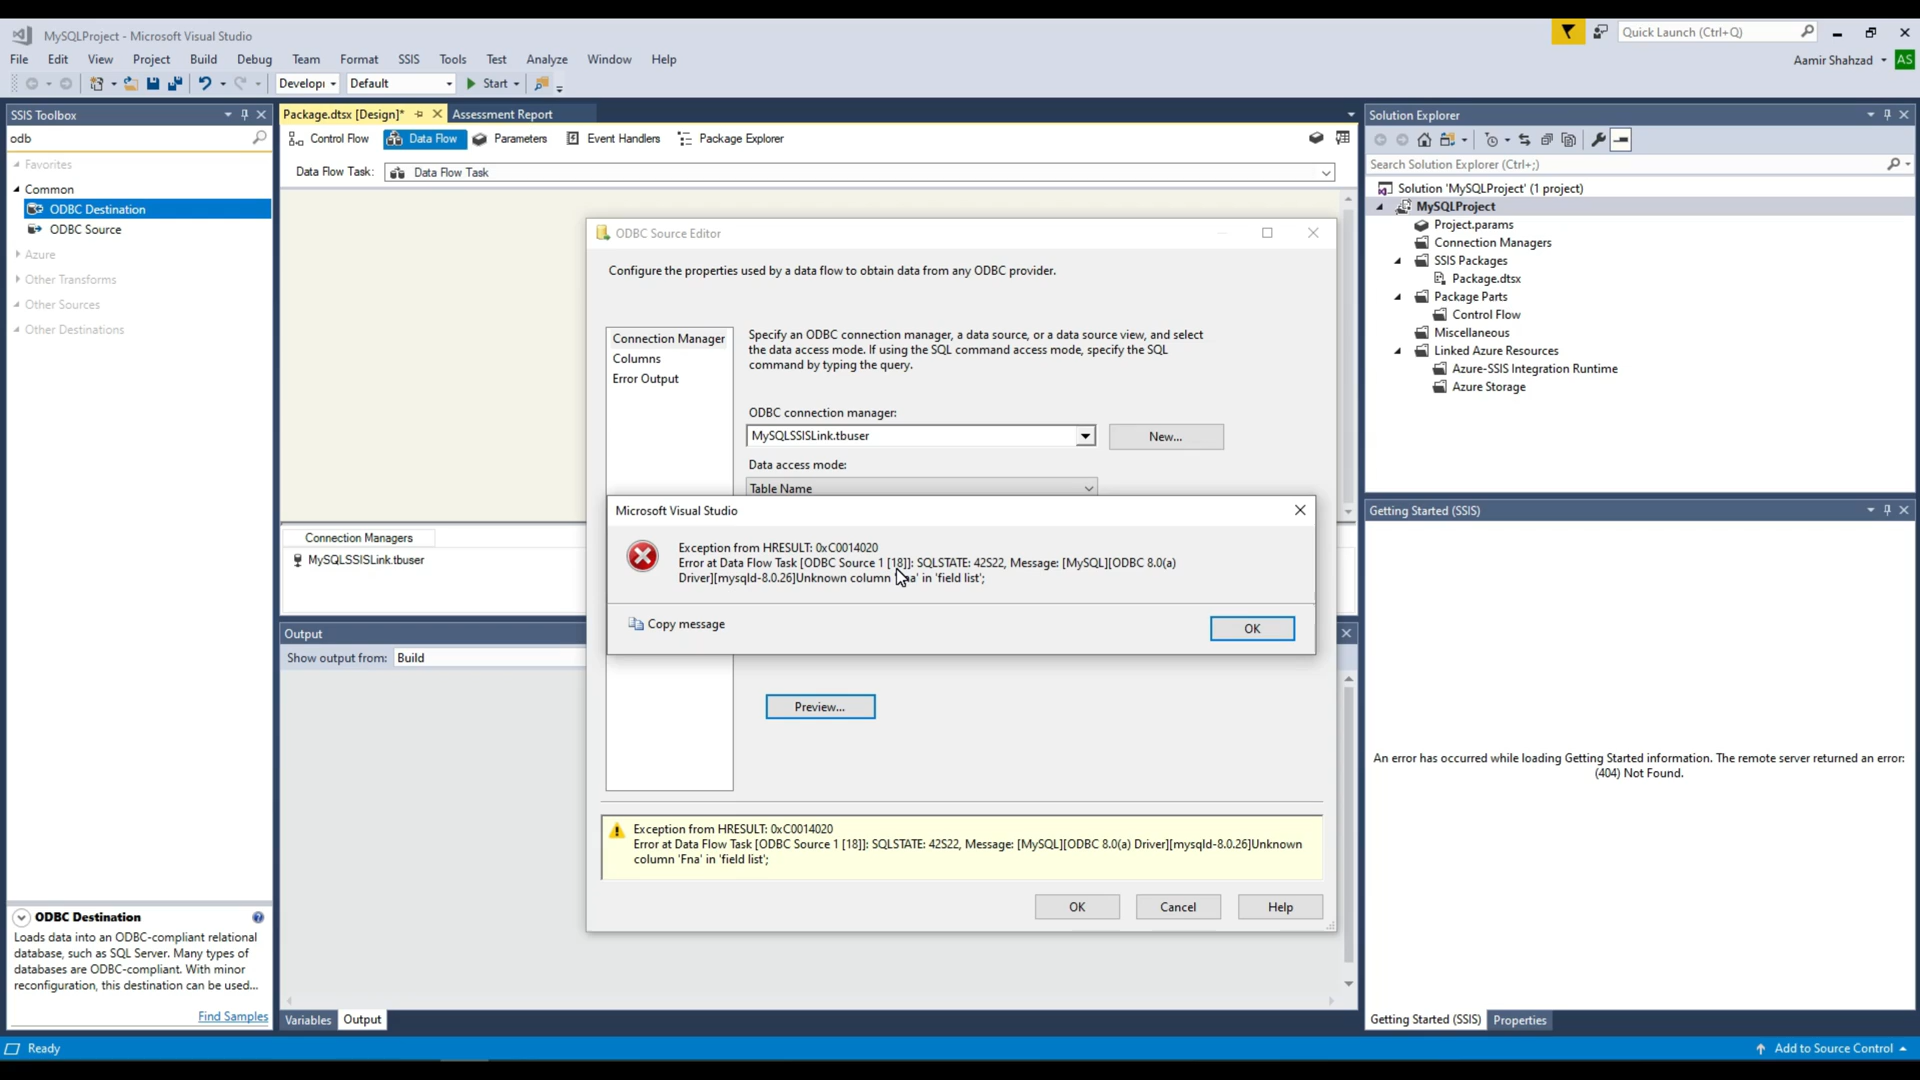 MySQLProject - Microsoft Visual Studio
Quick Launch (Ctrl+Q)
File Edit View Project Build Debug Team Format SSIS Tools Test Analyze Window Help
Aamir Shahzad AS
Developi Default Start
SSIS Toolbox
odb
Favorites
Common
ODBC Destination
ODBC Source
Azure
Other Transforms
Other Sources
Other Destinations
ODBC Destination
Loads data into an ODBC-compliant relational
database, such as SQL Server. Many types of
databases are ODBC-compliant. With minor
reconfiguration, this destination can be used...
Find Samples
Package.dtsx [Design]* Assessment Report
Control Flow Data Flow Parameters Event Handlers Package Explorer
Data Flow Task: Data Flow Task
Connection Managers
MySQLSSISLink.tbuser
Output
Show output from: Build
Variables Output
ODBC Source Editor
Configure the properties used by a data flow to obtain data from any ODBC provider.
Connection Manager
Columns
Error Output
Specify an ODBC connection manager, a data source, or a data source view, and select
the data access mode. If using the SQL command access mode, specify the SQL
command by typing the query.
ODBC connection manager:
MySQLSSISLink.tbuser New...
Data access mode:
Table Name
Microsoft Visual Studio
Exception from HRESULT: 0xC0014020
Error at Data Flow Task [ODBC Source 1 [18]]: SQLSTATE: 42S22, Message: [MySQL][ODBC 8.0(a)
Driver][mysqld-8.0.26]Unknown column in 'field list';
Copy message
OK
Preview...
Exception from HRESULT: 0xC0014020
Error at Data Flow Task [ODBC Source 1 [18]]: SQLSTATE: 42S22, Message: [MySQL][ODBC 8.0(a) Driver][mysqld-8.0.26]Unknown
column 'Fna' in 'field list';
OK Cancel Help
Solution Explorer
Search Solution Explorer (Ctrl+;)
Solution 'MySQLProject' (1 project)
MySQLProject
Project.params
Connection Managers
SSIS Packages
Package.dtsx
Package Parts
Control Flow
Miscellaneous
Linked Azure Resources
Azure-SSIS Integration Runtime
Azure Storage
Getting Started (SSIS)
An error has occurred while loading Getting Started information. The remote server returned an error:
(404) Not Found.
Getting Started (SSIS) Properties
Ready
Add to Source Control